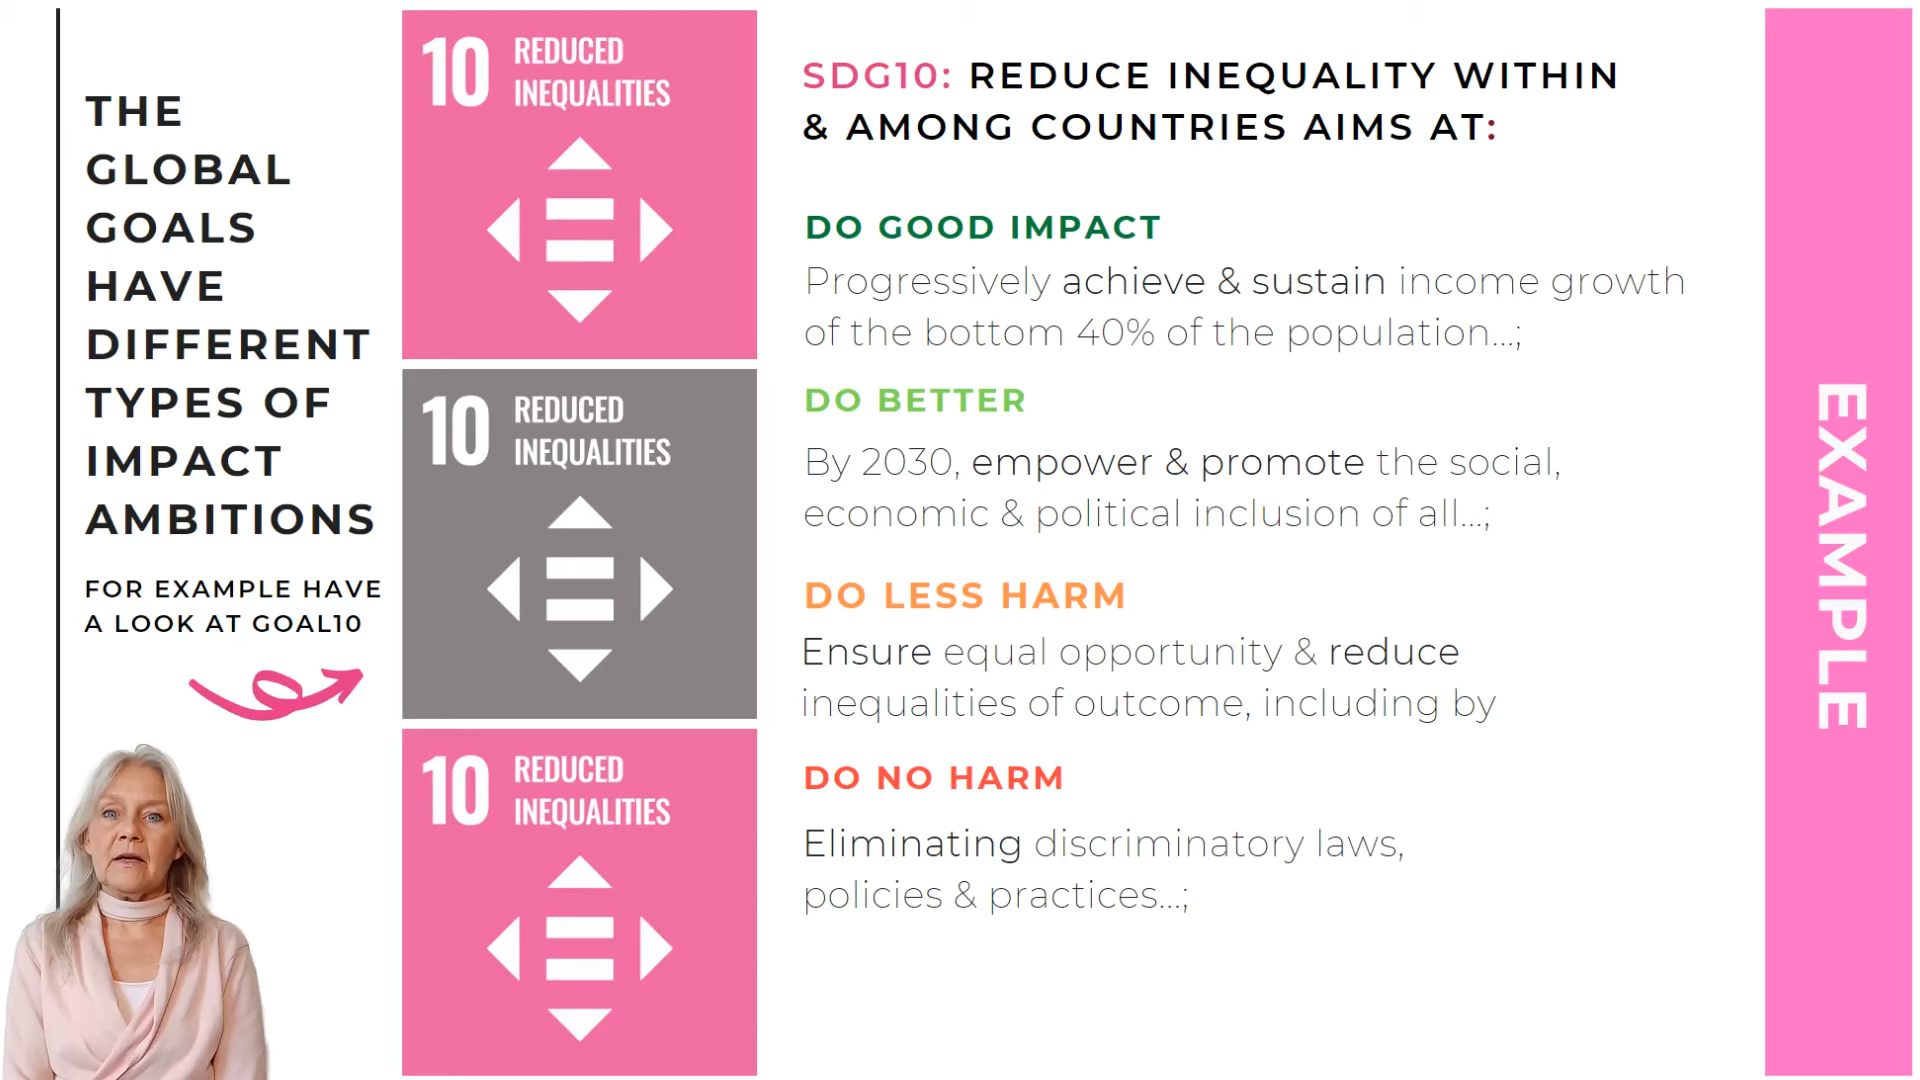 THE
GLOBAL
GOALS
HAVE
DIFFERENT
TYPES OF
IMPACT
AMBITIONS
FOR EXAMPLE HAVE
A LOOK AT GOAL10
10 REDUCED
INEQUALITIES
10 REDUCED
INEQUALITIES
10 REDUCED
INEQUALITIES
SDG10: REDUCE INEQUALITY WITHIN
& AMONG COUNTRIES AIMS AT:
DO GOOD IMPACT
Progressively achieve & sustain income growth
of the bottom 40% of the population...;
DO BETTER
By 2030, empower & promote the social,
economic & political inclusion of all...;
DO LESS HARM
Ensure equal opportunity & reduce
inequalities of outcome, including by
DO NO HARM
Eliminating discriminatory laws,
policies & practices...;
EXAMPLE